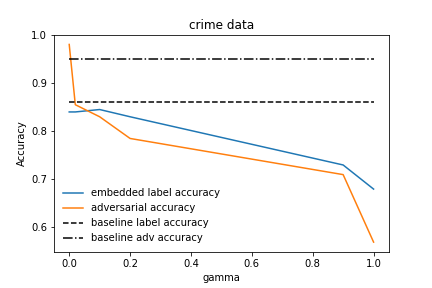 crime data
Accuracy
1.0
0.9
0.8
0.7
0.6
embedded label accuracy
adversarial accuracy
baseline label accuracy
baseline adv accuracy
0.0 0.2 0.4 0.6 0.8 1.0
gamma